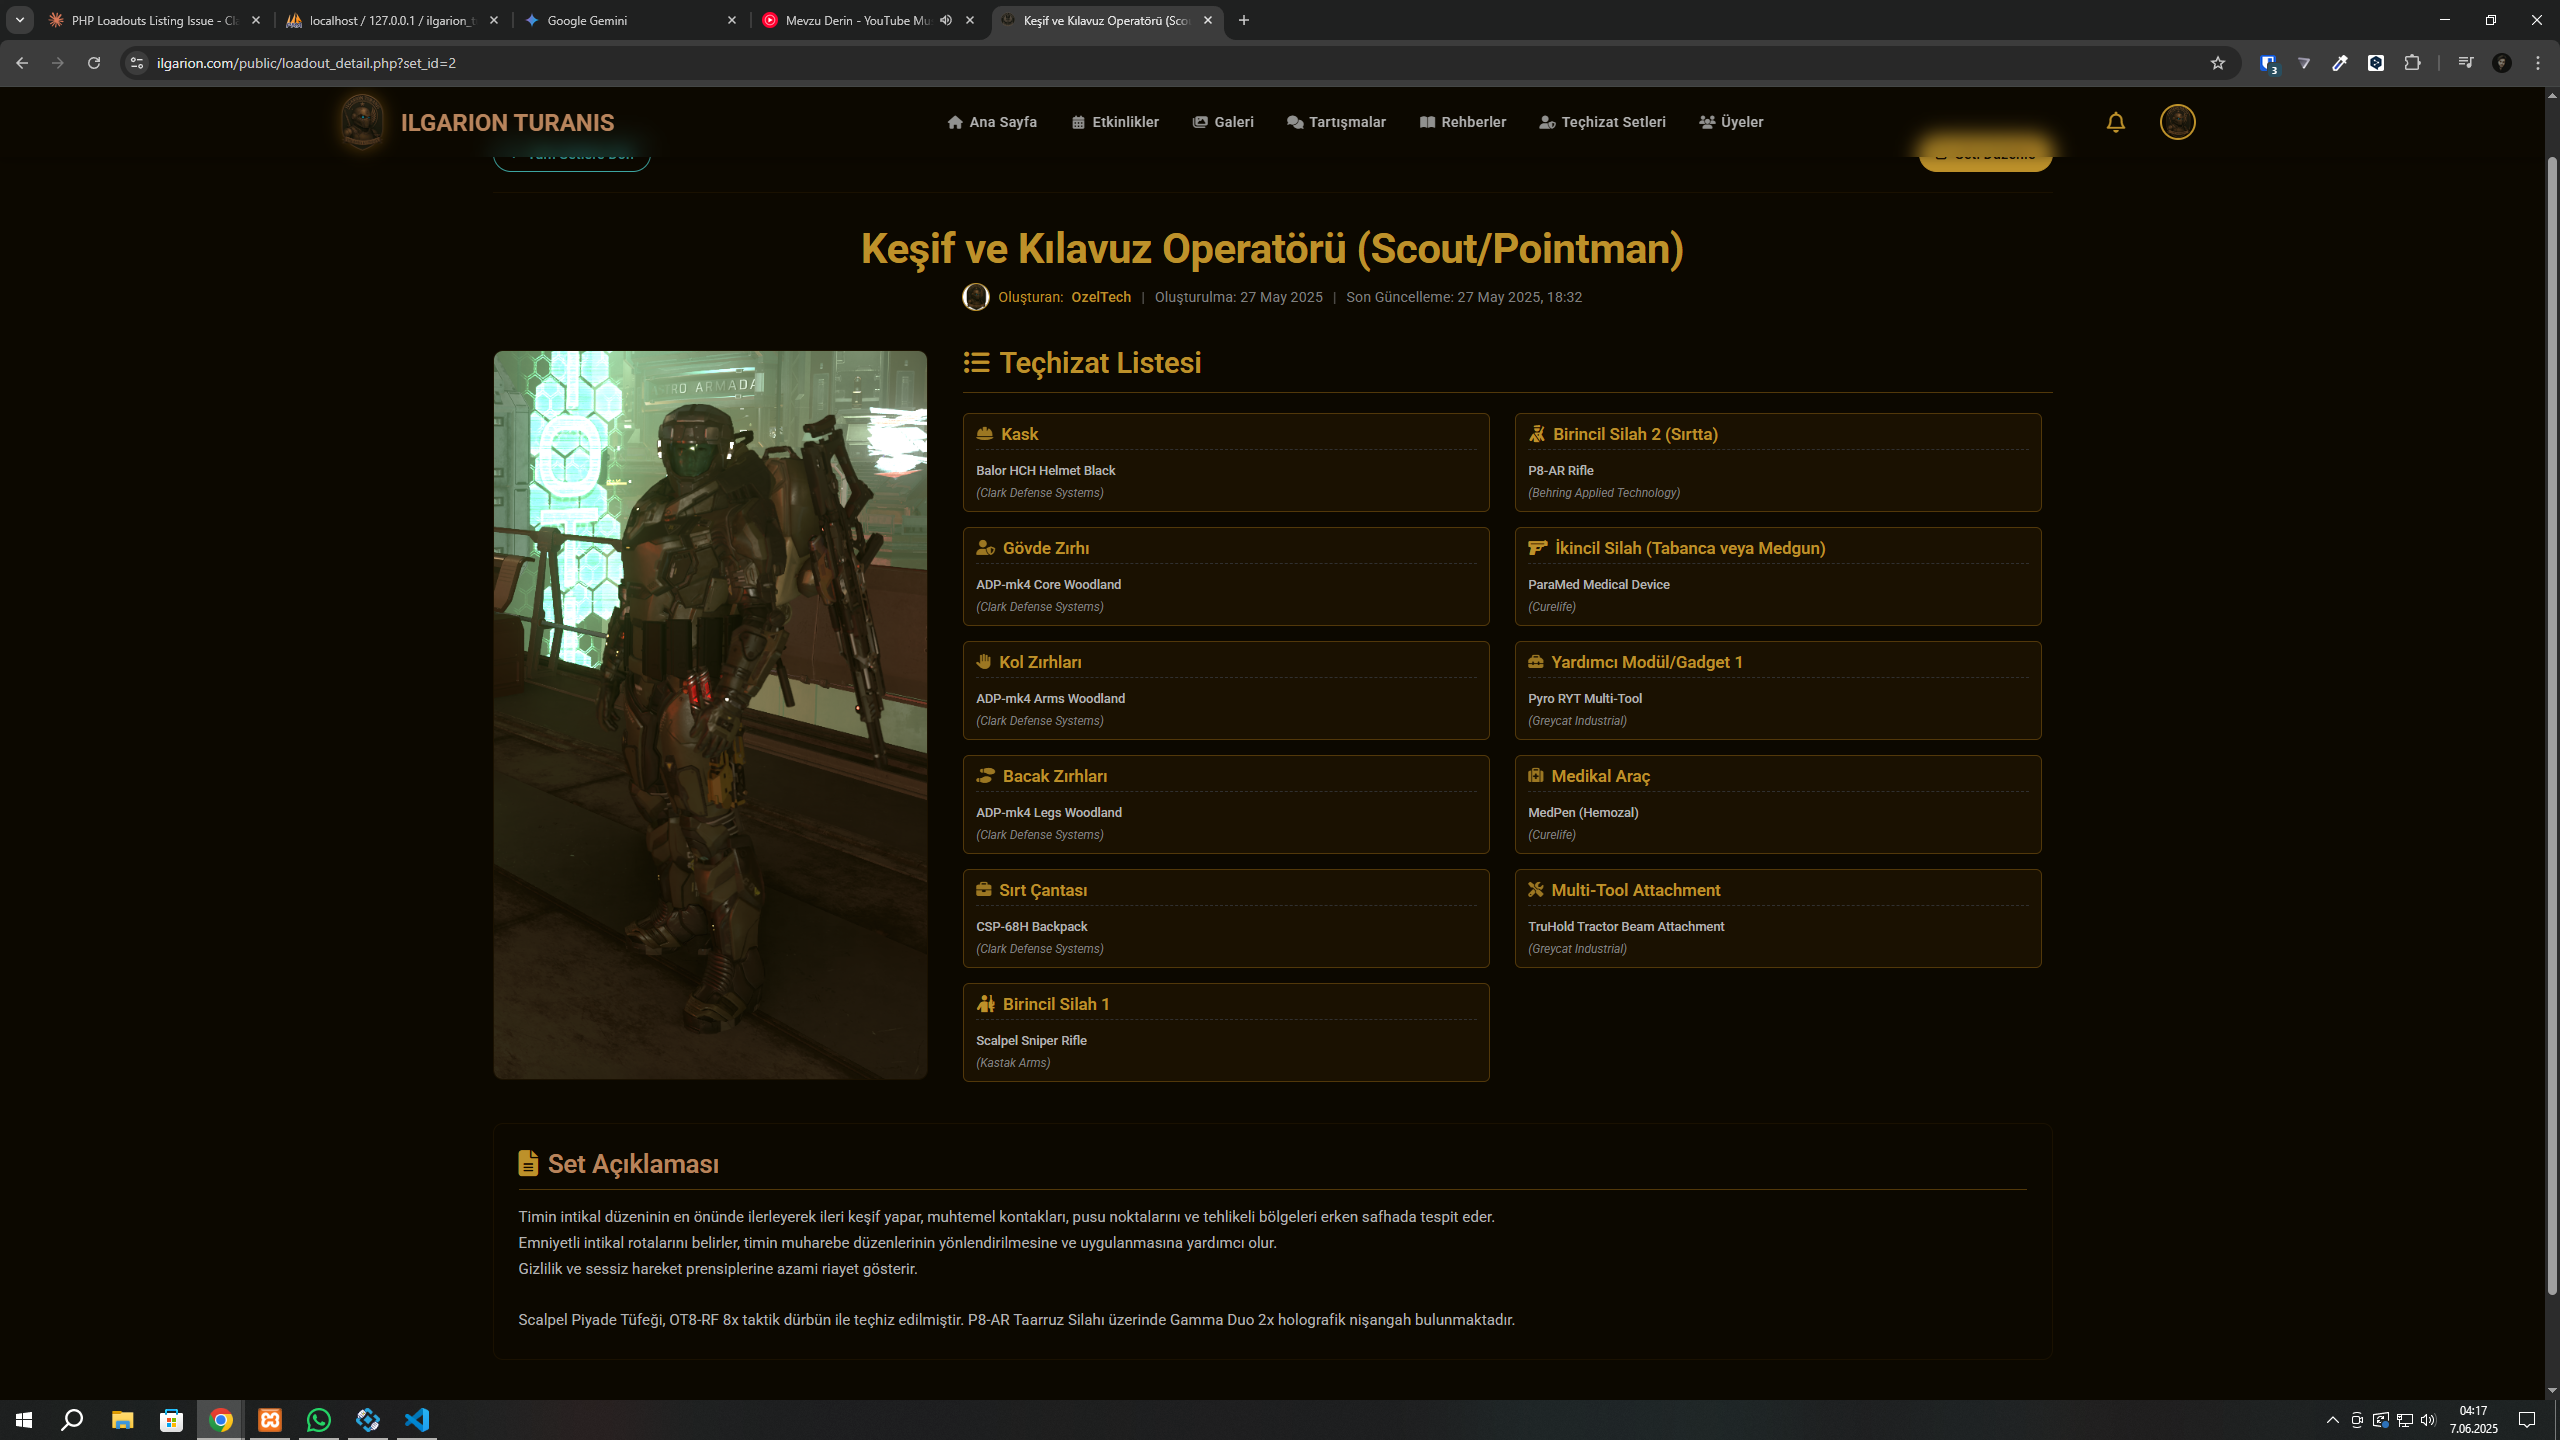 PHP Loadouts Listing Issue - Cl
localhost / 127.0.0.1 / ilgarion_t
Google Gemini
Mevzu Derin - YouTube Mu
Keşif ve Kılavuz Operatörü (Sco
ilgarion.com/public/loadout_detail.php?set_id=2
3
ILGARION TURANIS
Ana Sayfa
Etkinlikler
Galeri
Tartışmalar
Rehberler
Teçhizat Setleri
Üyeler
Keşif ve Kılavuz Operatörü (Scout/Pointman)
Oluşturan: OzelTech | Oluşturulma: 27 May 2025 | Son Güncelleme: 27 May 2025, 18:32
ARMADA
Teçhizat Listesi
Kask
Balor HCH Helmet Black
(Clark Defense Systems)
Gövde Zırhı
ADP-mk4 Core Woodland
(Clark Defense Systems)
Kol Zırhları
ADP-mk4 Arms Woodland
(Clark Defense Systems)
Bacak Zırhları
ADP-mk4 Legs Woodland
(Clark Defense Systems)
Sırt Çantası
CSP-68H Backpack
(Clark Defense Systems)
Birincil Silah 1
Scalpel Sniper Rifle
(Kastak Arms)
Birincil Silah 2 (Sırtta)
P8-AR Rifle
(Behring Applied Technology)
İkincil Silah (Tabanca veya Medgun)
ParaMed Medical Device
(Curelife)
Yardımcı Modül/Gadget 1
Pyro RYT Multi-Tool
(Greycat Industrial)
Medikal Araç
MedPen (Hemozal)
(Curelife)
Multi-Tool Attachment
TruHold Tractor Beam Attachment
(Greycat Industrial)
Set Açıklaması
Timin intikal düzeninin en önünde ilerleyerek ileri keşif yapar, muhtemel kontakları, pusu noktalarını ve tehlikeli bölgeleri erken safhada tespit eder.
Emniyetli intikal rotalarını belirler, timin muharebe düzenlerinin yönlendirilmesine ve uygulanmasına yardımcı olur.
Gizlilik ve sessiz hareket prensiplerine azami riayet gösterir.
Scalpel Piyade Tüfeği, OT8-RF 8x taktik dürbün ile teçhiz edilmiştir. P8-AR Taarruz Silahı üzerinde Gamma Duo 2x holografik nişangah bulunmaktadır.
04:17
7.06.2025